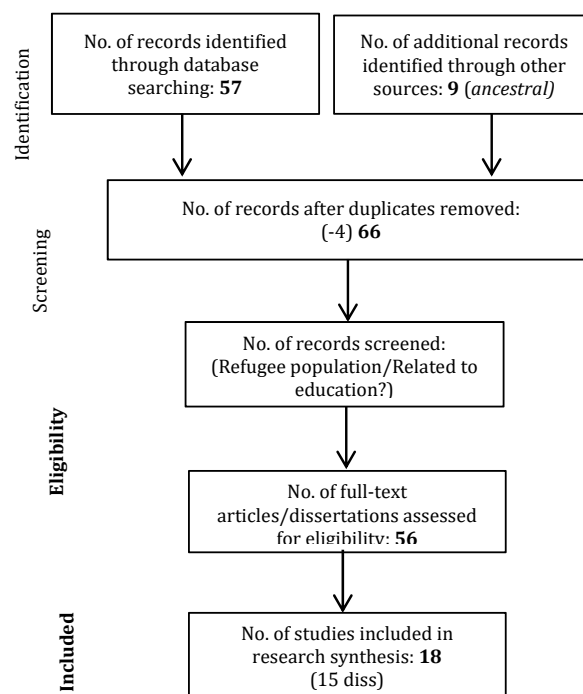 No. of records identified
through database
searching: 57
No. of additional records
identified through other
sources: 9 (ancestral)
Identification
No. of records after duplicates removed:
(-4) 66
Screening
No. of records screened:
(Refugee population/Related to
education?)
Eligibility
No. of full-text
articles/dissertations assessed
for eligibility: 56
Included
No. of studies included in
research synthesis: 18
(15 diss)